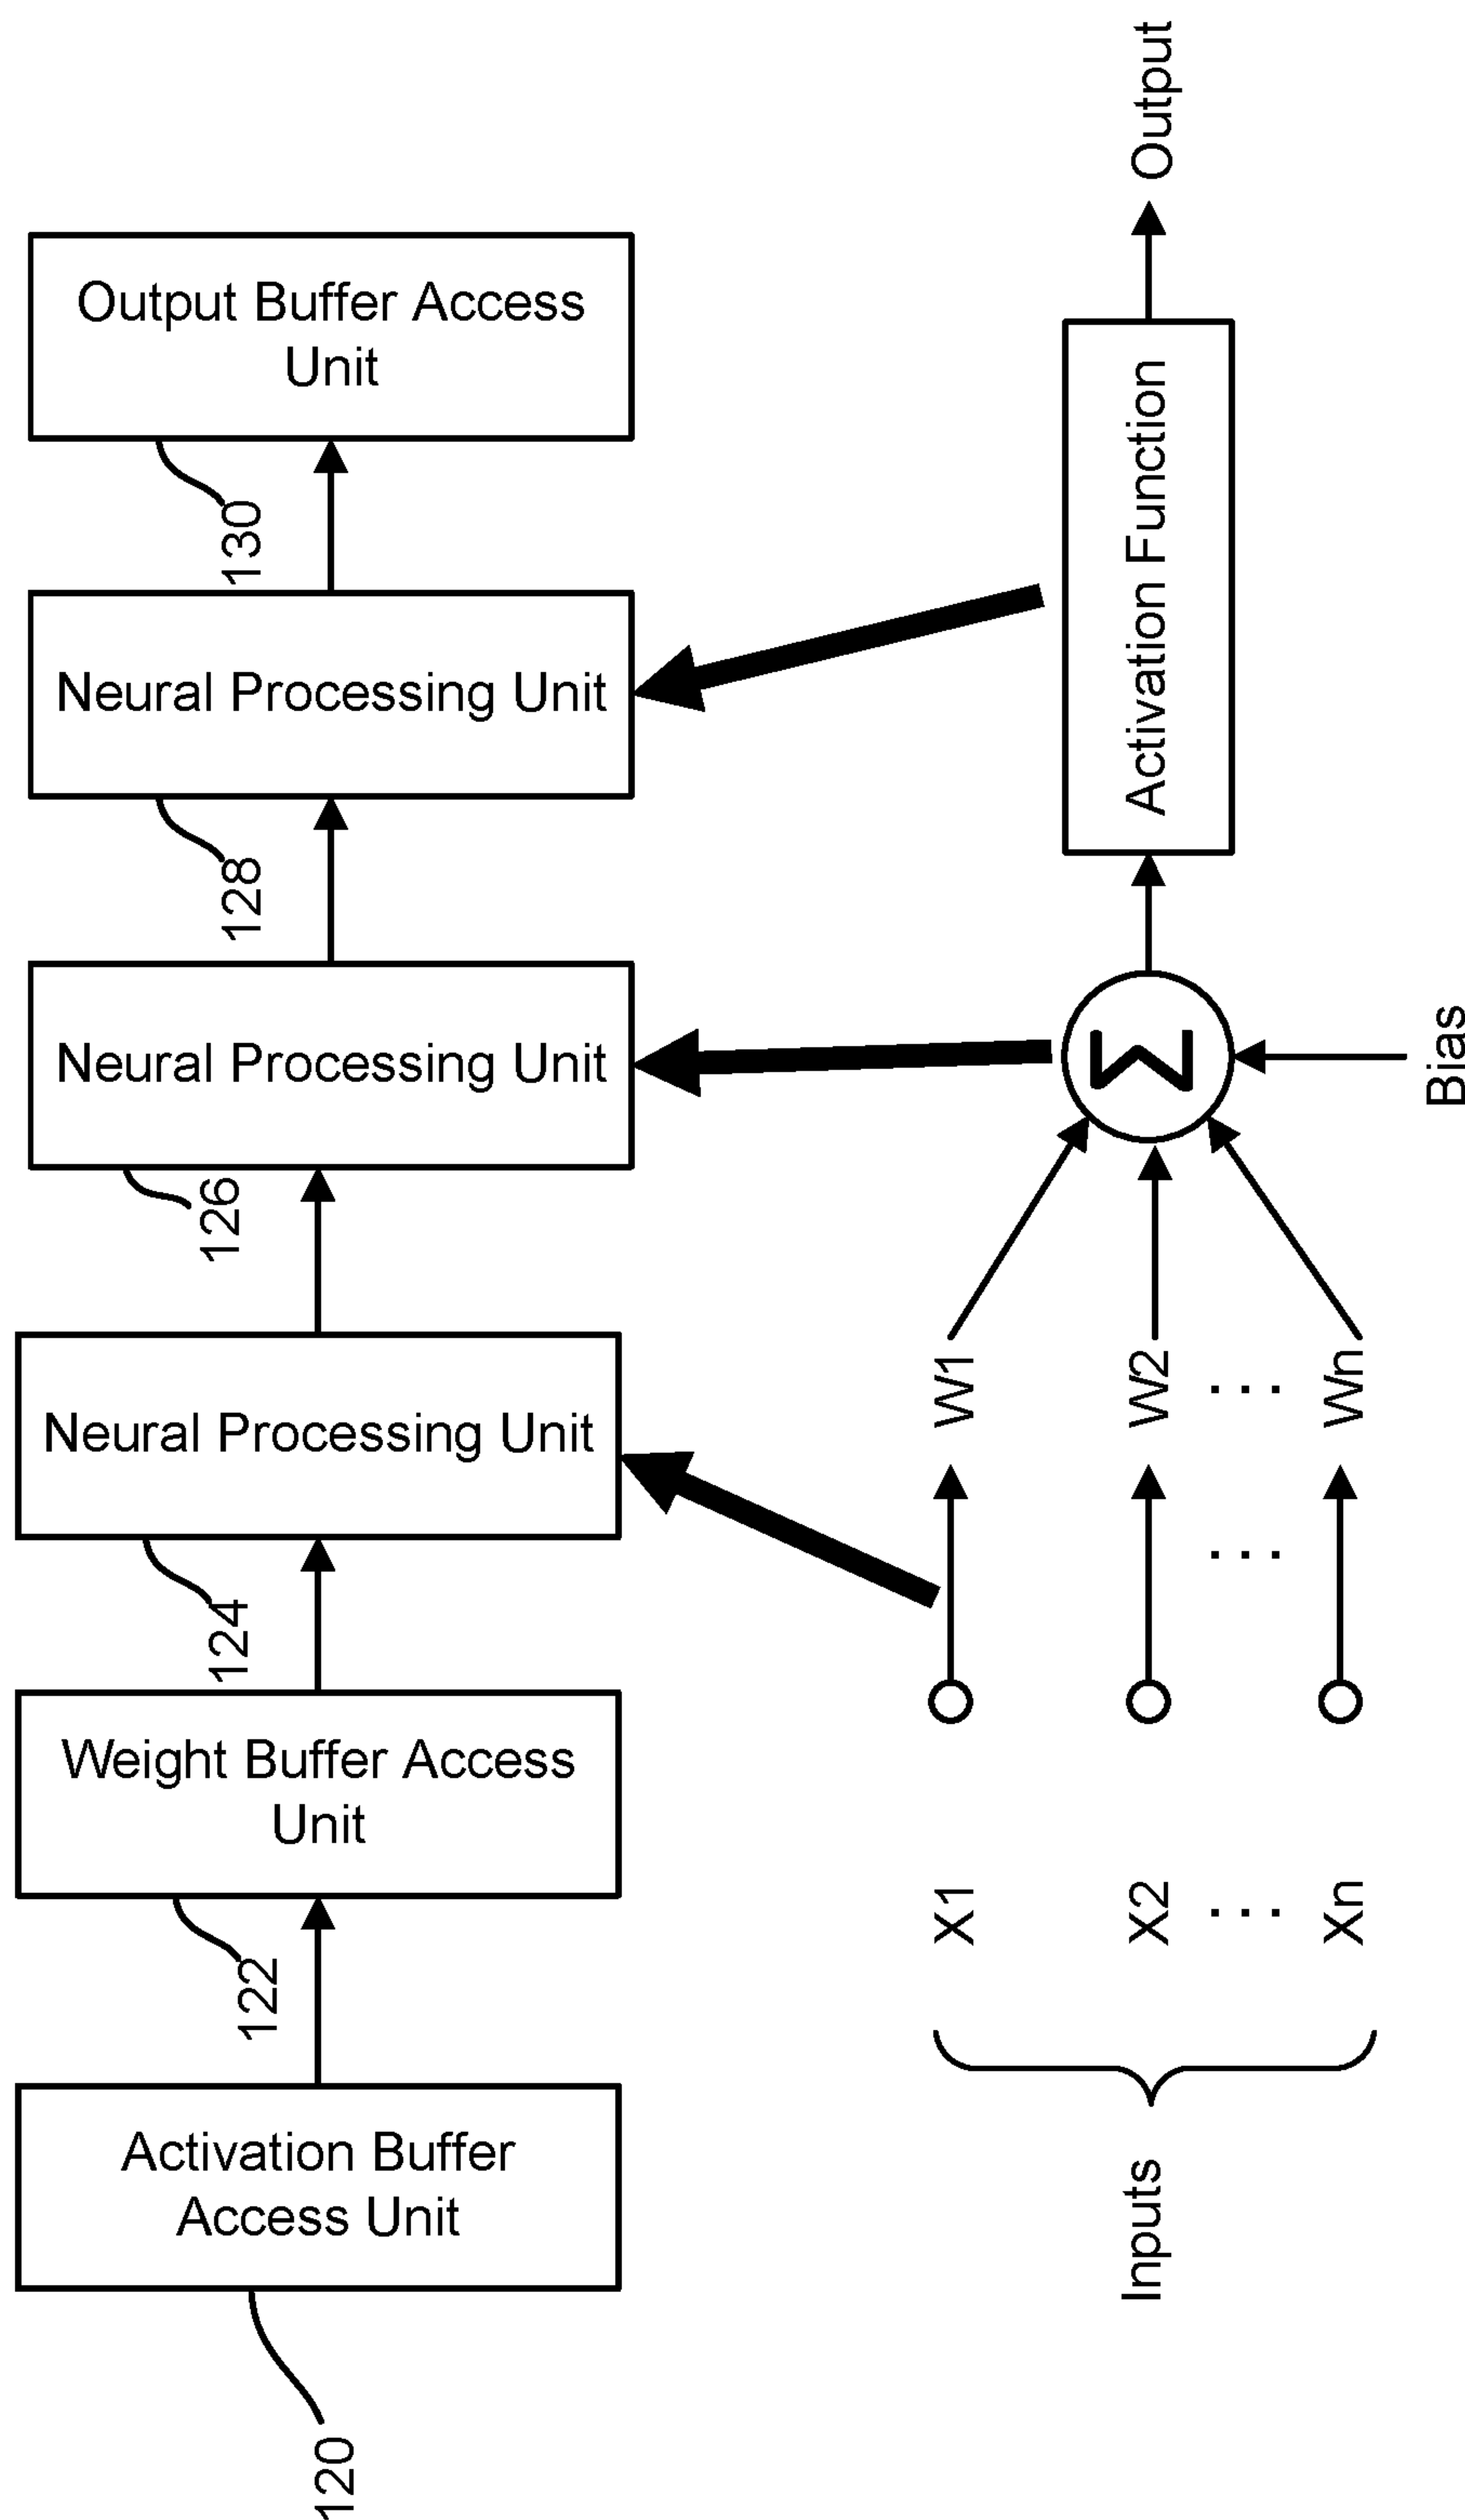 Output Buffer Access
Unit
130
Neural Processing Unit
128
Neural Processing Unit
126
Neural Processing Unit
124
Weight Buffer Access
Unit
122
Activation Buffer
Access Unit
120
Output
Activation Function
Σ
Bias
W1
W2
...
Wn
...
X1
X2
...
Xn
Inputs